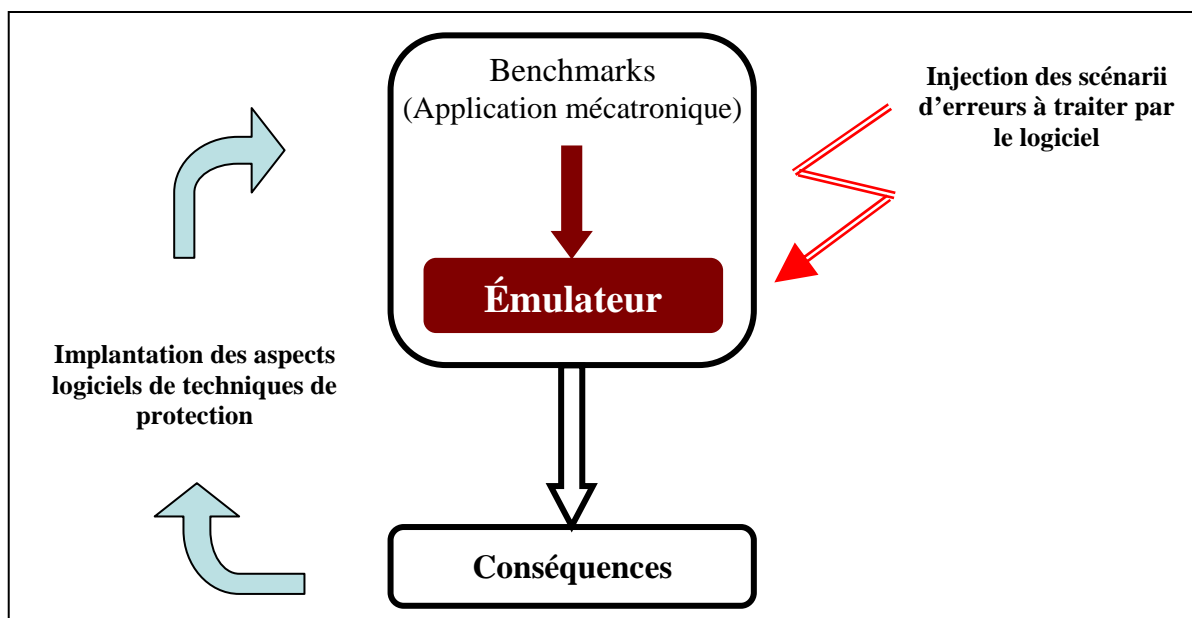 Benchmarks
(Application mécatronique)
Émulateur
Injection des scénarii
d’erreurs à traiter par
le logiciel
Implantation des aspects
logiciels de techniques de
protection
Conséquences